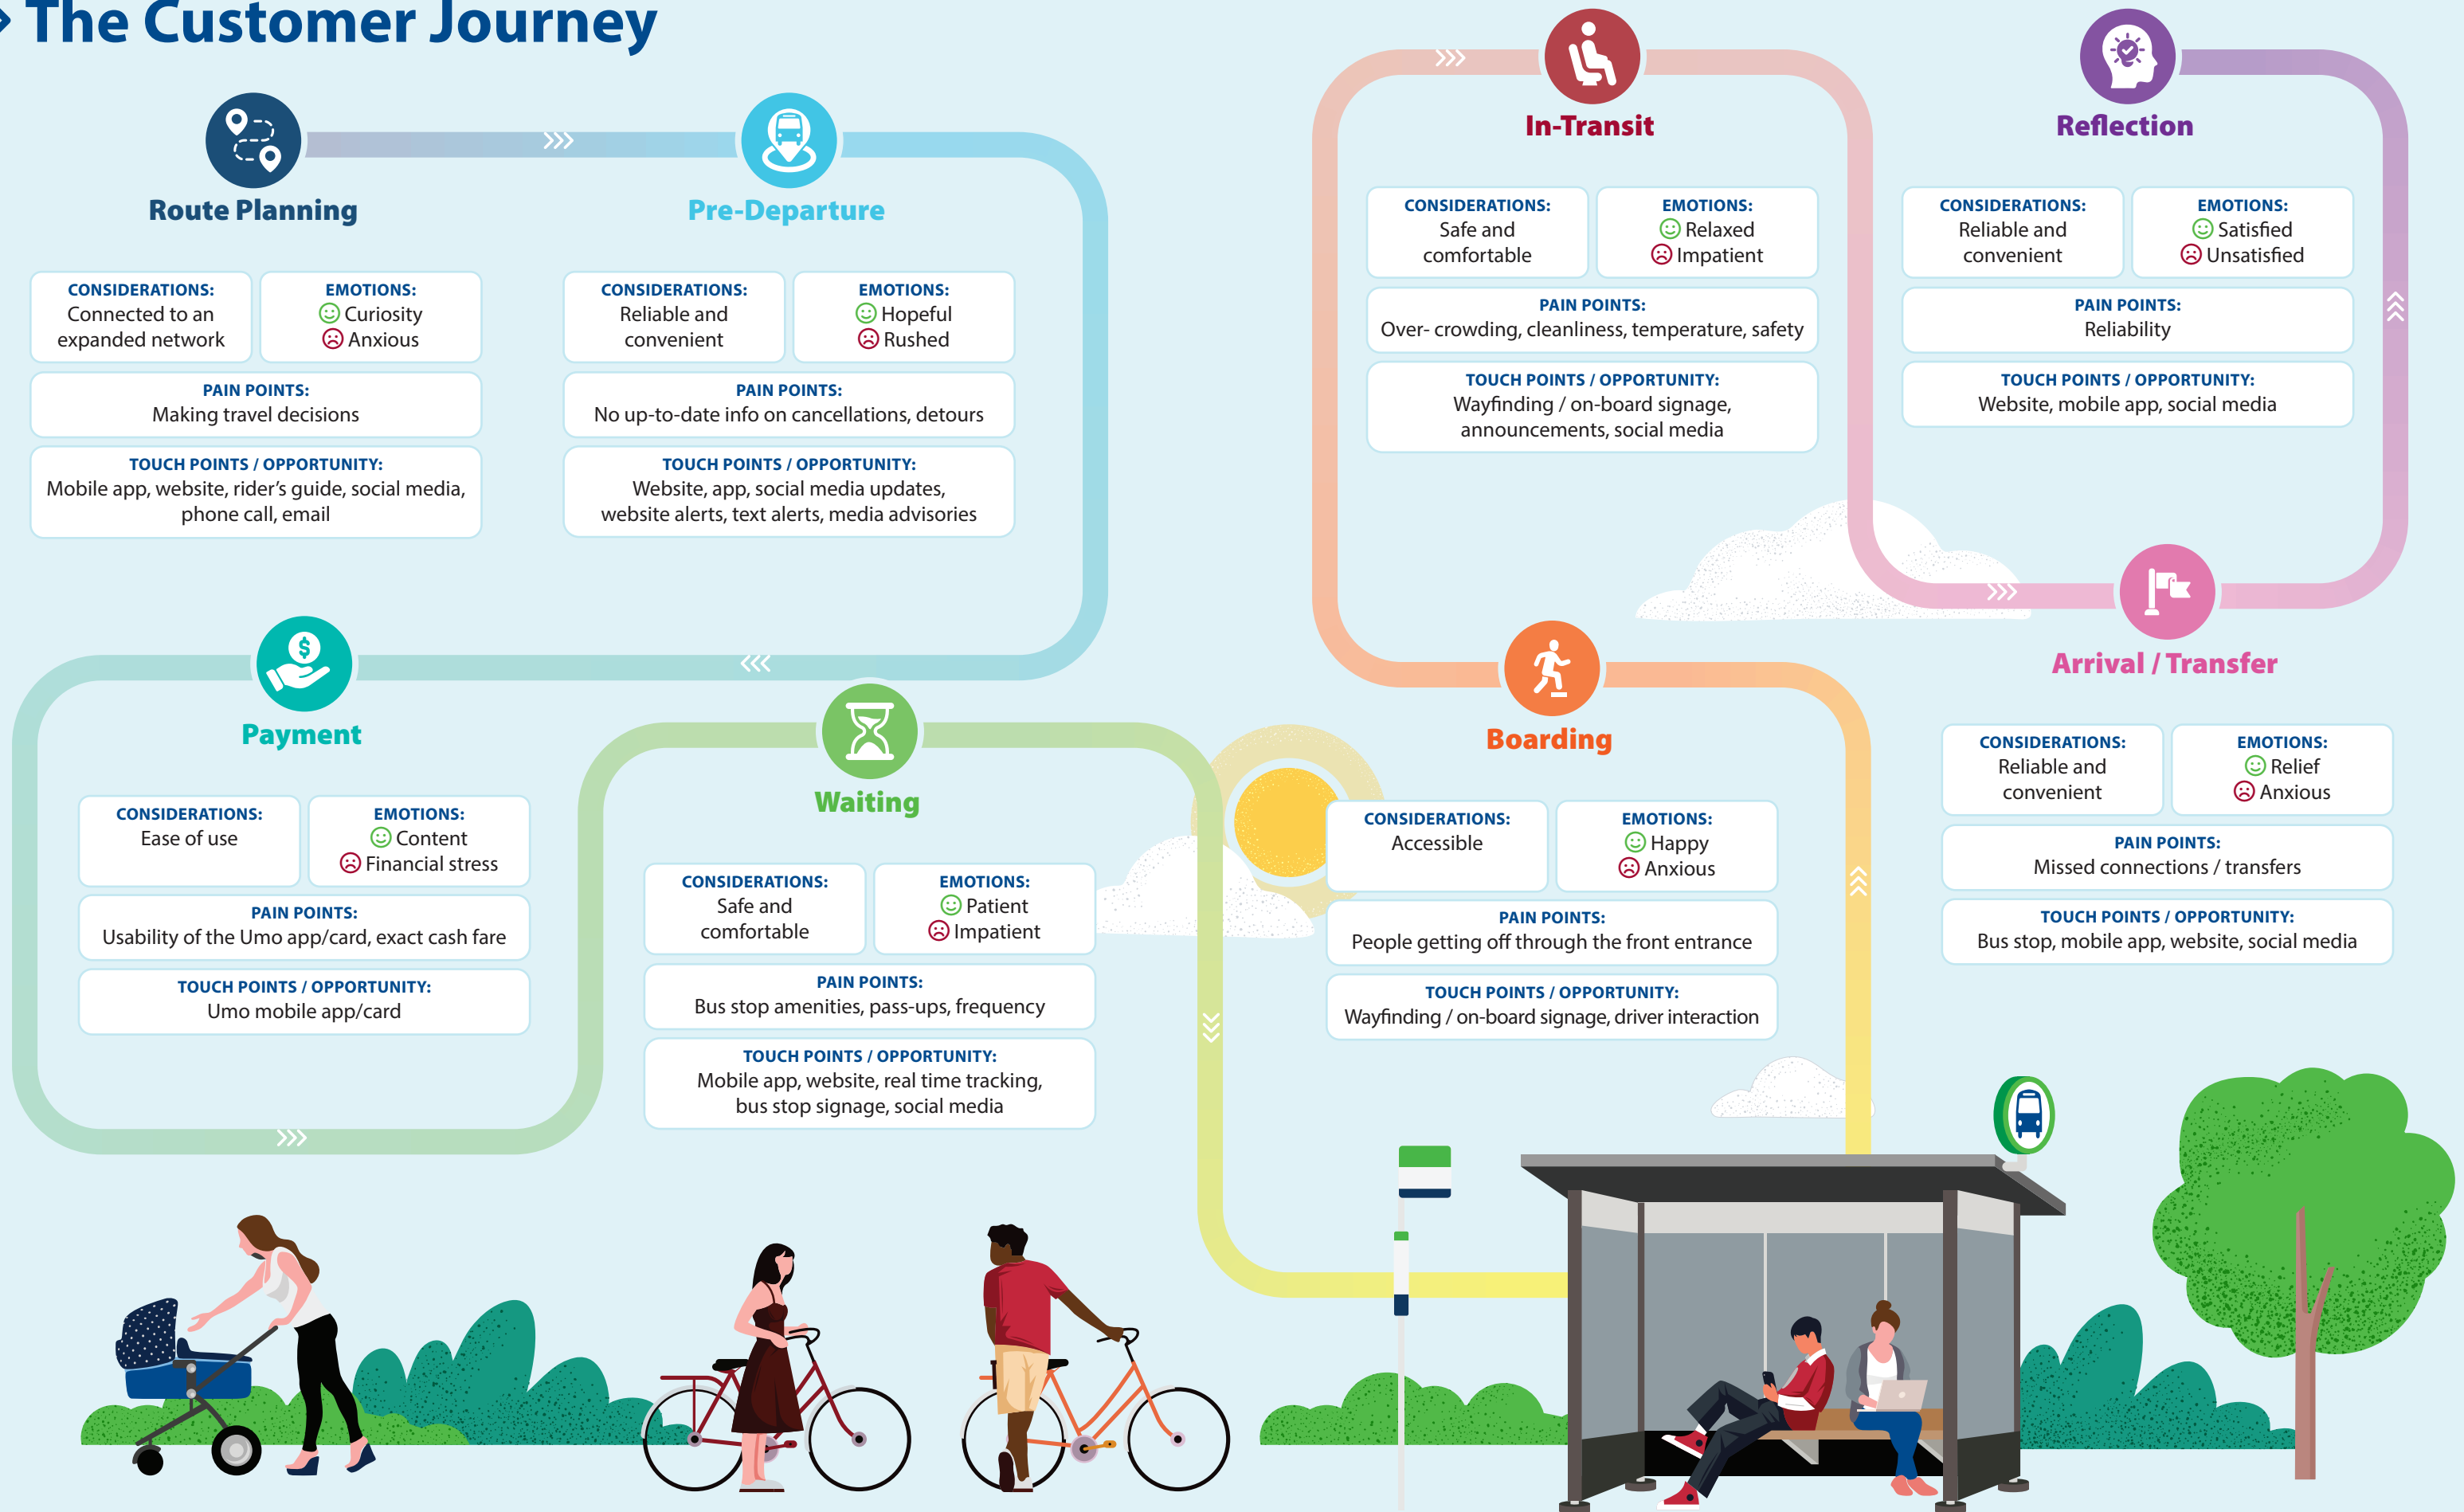 The Customer Journey
Route Planning
CONSIDERATIONS:
Connected to an
expanded network
EMOTIONS:
Curiosity
Anxious
PAIN POINTS:
Making travel decisions
TOUCH POINTS / OPPORTUNITY:
Mobile app, website, rider’s guide, social media,
phone call, email
Pre-Departure
CONSIDERATIONS:
Reliable and
convenient
EMOTIONS:
Hopeful
Rushed
PAIN POINTS:
No up-to-date info on cancellations, detours
TOUCH POINTS / OPPORTUNITY:
Website, app, social media updates,
website alerts, text alerts, media advisories
$
Payment
CONSIDERATIONS:
Ease of use
EMOTIONS:
Content
Financial stress
PAIN POINTS:
Usability of the Umo app/card, exact cash fare
TOUCH POINTS / OPPORTUNITY:
Umo mobile app/card
Waiting
CONSIDERATIONS:
Safe and
comfortable
EMOTIONS:
Patient
Impatient
PAIN POINTS:
Bus stop amenities, pass-ups, frequency
TOUCH POINTS / OPPORTUNITY:
Mobile app, website, real time tracking,
bus stop signage, social media
Boarding
CONSIDERATIONS:
Accessible
EMOTIONS:
Happy
Anxious
PAIN POINTS:
People getting off through the front entrance
TOUCH POINTS / OPPORTUNITY:
Wayfinding / on-board signage, driver interaction
In-Transit
CONSIDERATIONS:
Safe and
comfortable
EMOTIONS:
Relaxed
Impatient
PAIN POINTS:
Over- crowding, cleanliness, temperature, safety
TOUCH POINTS / OPPORTUNITY:
Wayfinding / on-board signage,
announcements, social media
Arrival / Transfer
CONSIDERATIONS:
Reliable and
convenient
EMOTIONS:
Relief
Anxious
PAIN POINTS:
Missed connections / transfers
TOUCH POINTS / OPPORTUNITY:
Bus stop, mobile app, website, social media
Reflection
CONSIDERATIONS:
Reliable and
convenient
EMOTIONS:
Satisfied
Unsatisfied
PAIN POINTS:
Reliability
TOUCH POINTS / OPPORTUNITY:
Website, mobile app, social media